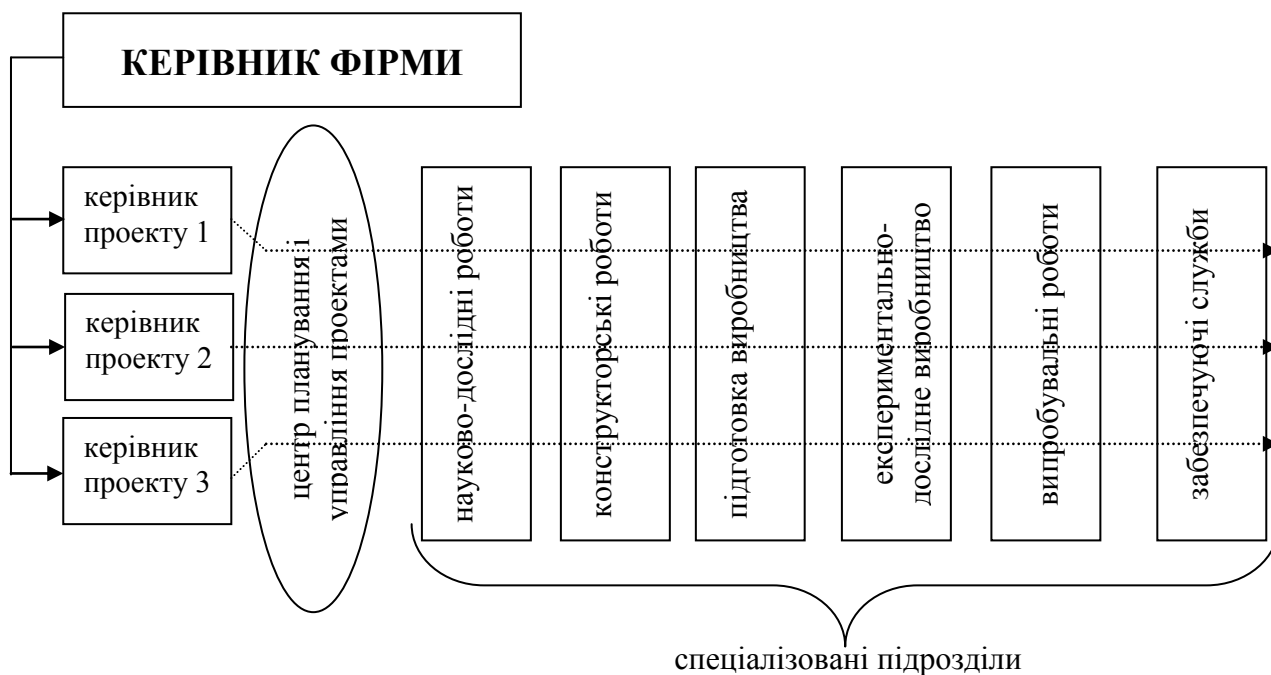 КЕРІВНИК ФІРМИ
керівник
проекту 1
керівник
проекту 2
керівник
проекту 3
центр планування і
управління проектами
науково-дослідні роботи
конструкторські роботи
підготовка виробництва
експериментально-
дослідне виробництво
випробувальні роботи
забезпечуючі служби
спеціалізовані підрозділи